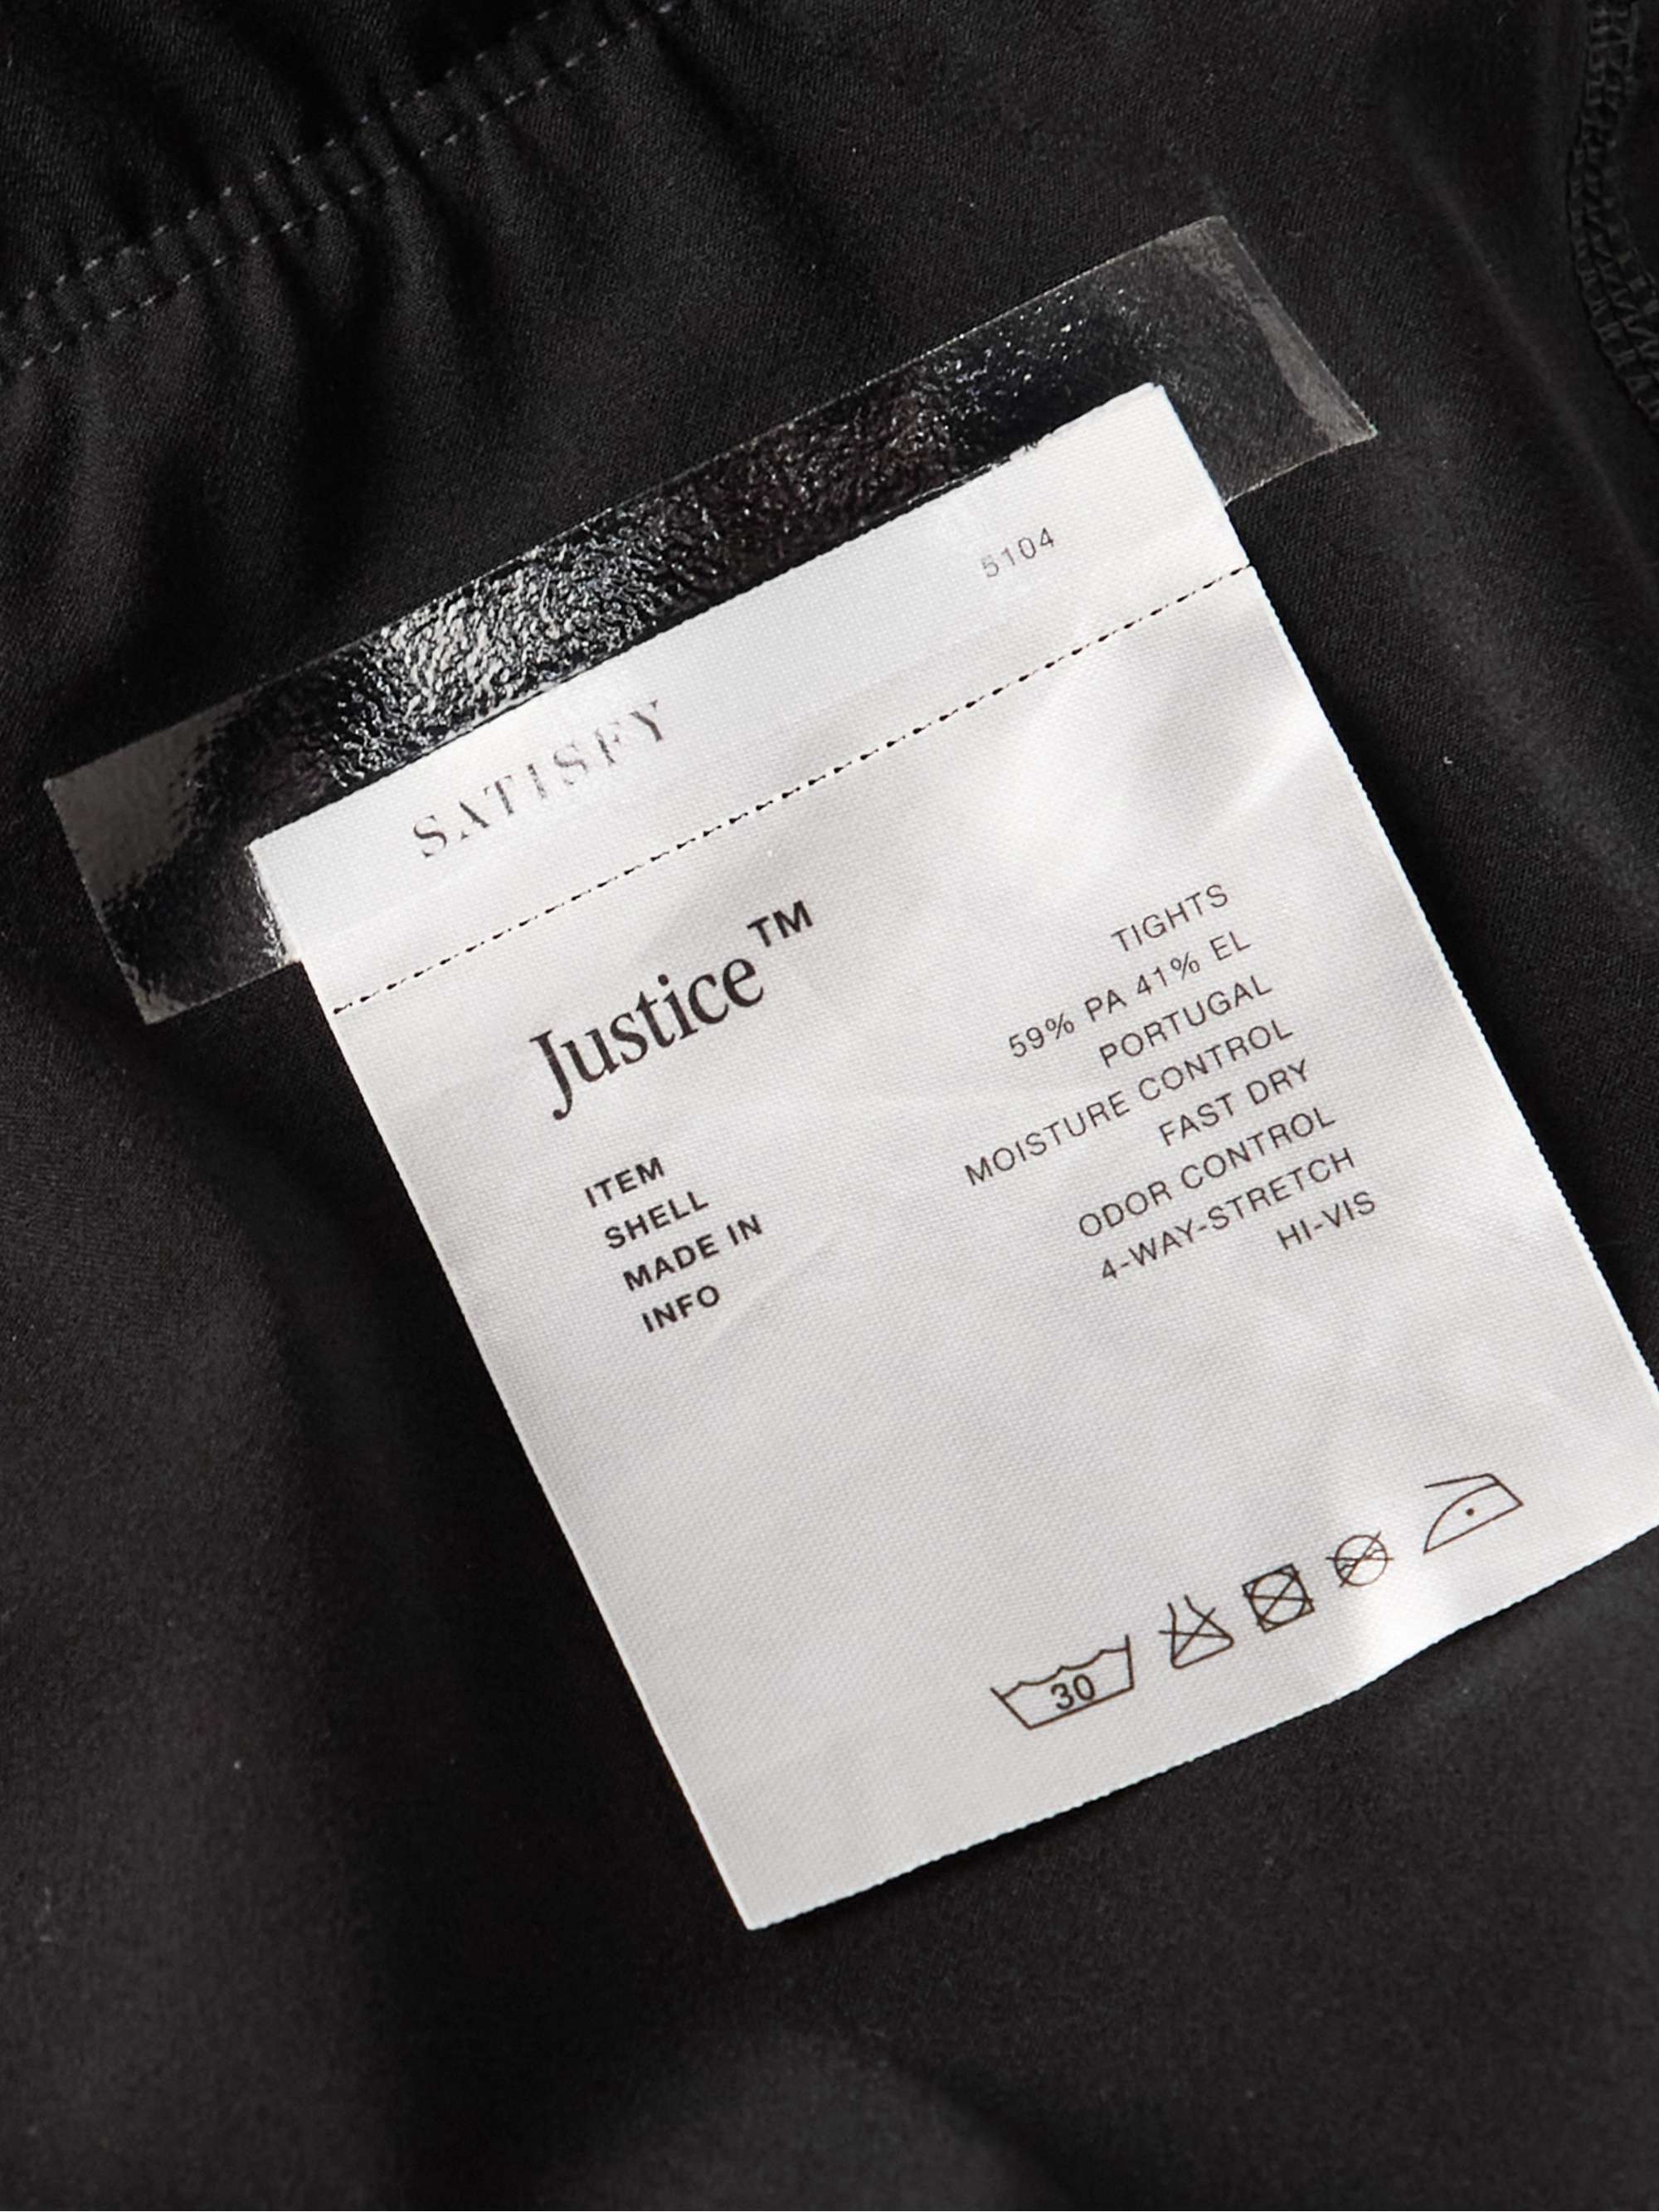 SATISFY
5104
Justice™
ITEM
TIGHTS
SHELL
59% PA 41% EL
MADE IN
PORTUGAL
INFO
MOISTURE CONTROL
FAST DRY
ODOR CONTROL
4-WAY-STRETCH
HI-VIS
30